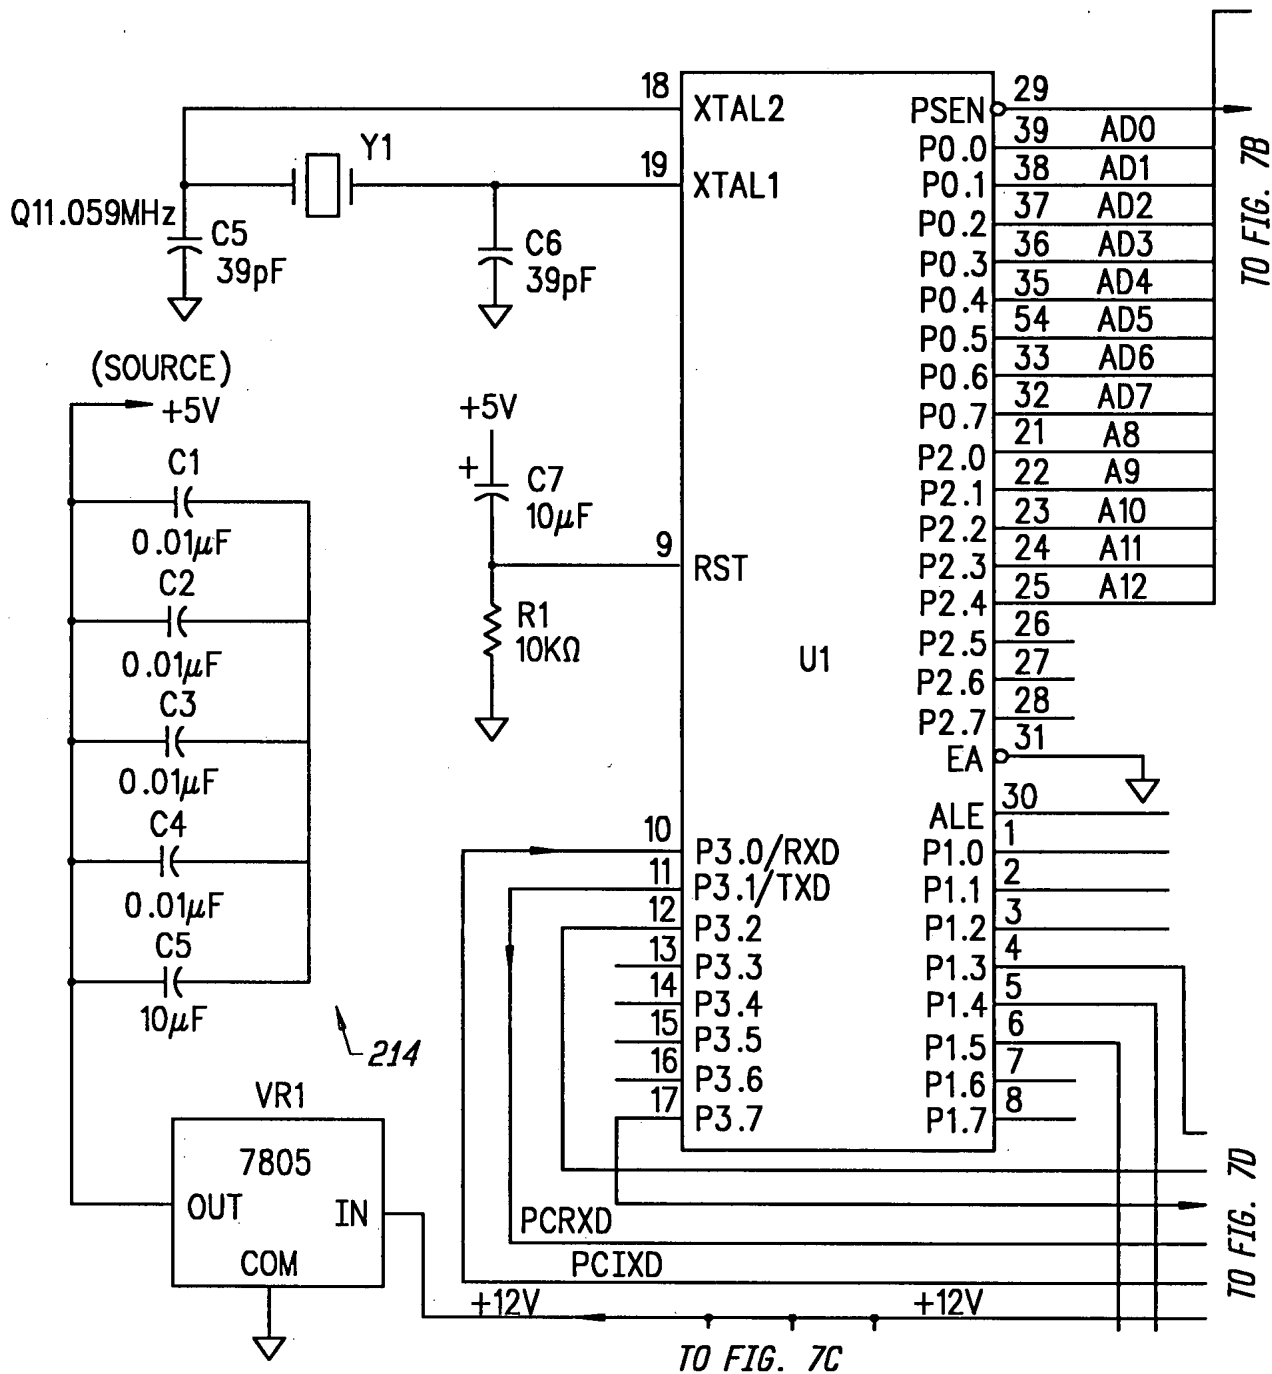 18
XTAL2
Y1
19
XTAL1
Q11.059MHz
C5
39pF
C6
39pF
(SOURCE)
+5V
C1
0.01µF
C2
0.01µF
C3
0.01µF
C4
0.01µF
C5
10µF
214
+5V
+
C7
10µF
9
RST
R1
10KΩ
U1
10
P3.0/RXD
11
P3.1/TXD
12
P3.2
13
P3.3
14
P3.4
15
P3.5
16
P3.6
17
P3.7
PSEN 29
P0.0 39 AD0
P0.1 38 AD1
P0.2 37 AD2
P0.3 36 AD3
P0.4 35 AD4
P0.5 54 AD5
P0.6 33 AD6
P0.7 32 AD7
P2.0 21 A8
P2.1 22 A9
P2.2 23 A10
P2.3 24 A11
P2.4 25 A12
P2.5 26
P2.6 27
P2.7 28
EA 31
ALE 30
P1.0 1
P1.1 2
P1.2 3
P1.3 4
P1.4 5
P1.5 6
P1.6 7
P1.7 8
TO FIG. 7B
VR1
7805
OUT
IN
COM
PCRXD
PCIXD
+12V
+12V
TO FIG. 7C
TO FIG. 7D